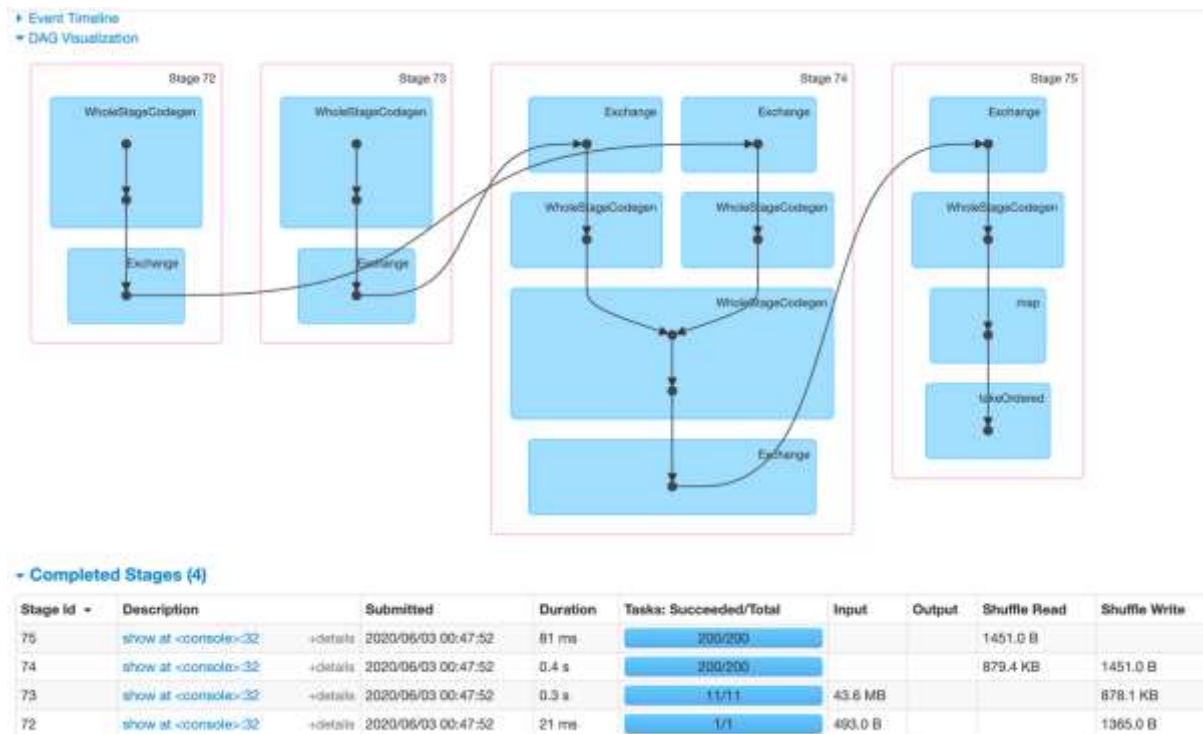 Event Timeline
DAG Visualization
Stage 72
Stage 73
Stage 74
Stage 75
WholeStageCodegen
WholeStageCodegen
Exchange
Exchange
Exchange
WholeStageCodegen
WholeStageCodegen
WholeStageCodegen
Exchange
Exchange
WholeStageCodegen
map
takeOrdered
Exchange
Completed Stages (4)
Stage Id Description Submitted Duration Tasks: Succeeded/Total Input Output Shuffle Read Shuffle Write
75 show at <console>:32 +details 2020/06/03 00:47:52 81 ms 200/200 1451.0 B
74 show at <console>:32 +details 2020/06/03 00:47:52 0.4 s 200/200 879.4 KB 1451.0 B
73 show at <console>:32 +details 2020/06/03 00:47:52 0.3 s 11/11 43.6 MB 878.1 KB
72 show at <console>:32 +details 2020/06/03 00:47:52 21 ms 1/1 493.0 B 1365.0 B